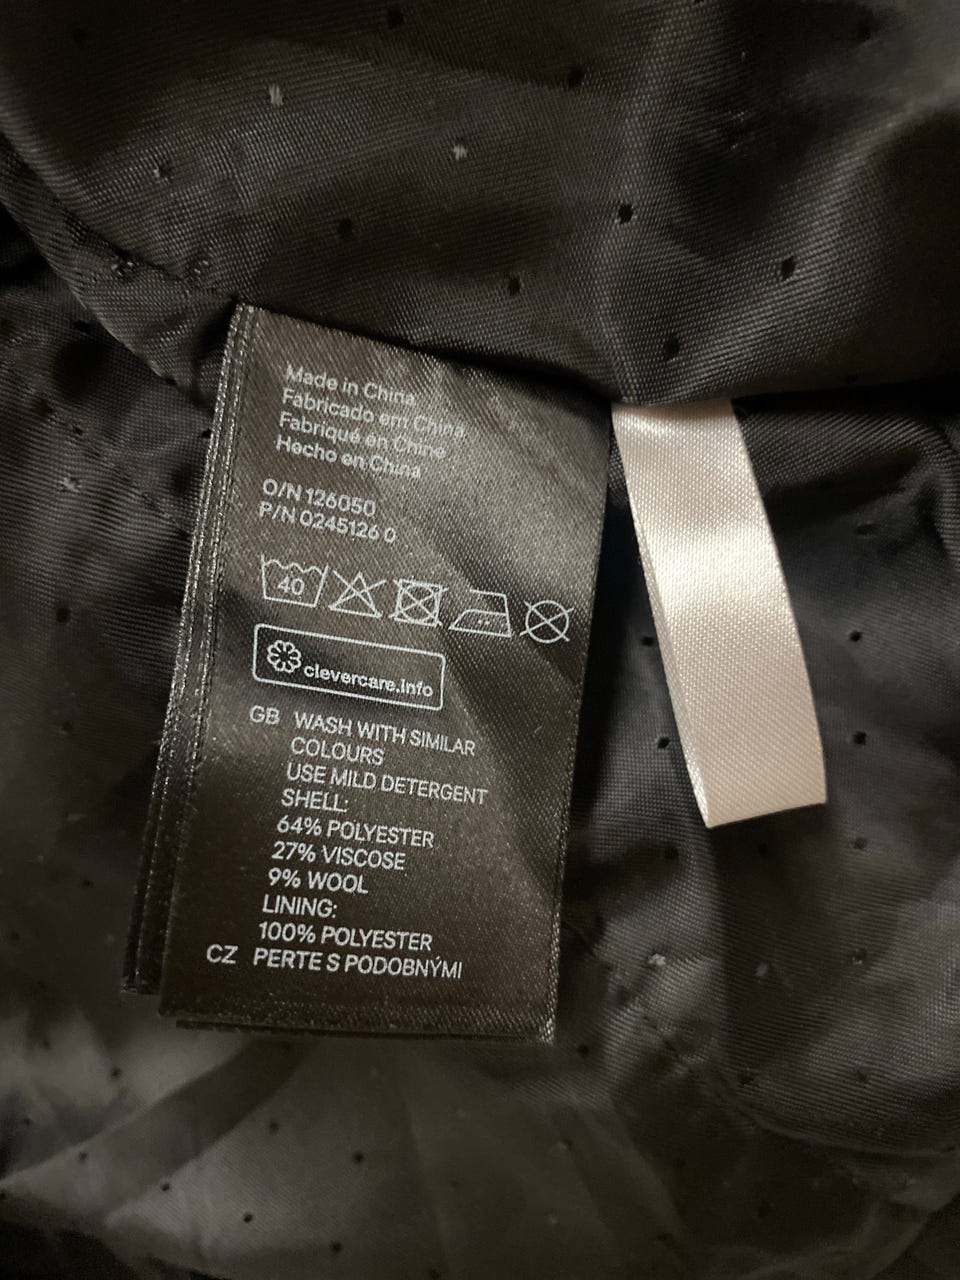 Made in China
Fabricado em China
Fabriqué en Chine
Hecho en China
O/N 126050
P/N 0245126 0
40
clevercare.info
GB WASH WITH SIMILAR
COLOURS
USE MILD DETERGENT
SHELL:
64% POLYESTER
27% VISCOSE
9% WOOL
LINING:
100% POLYESTER
CZ PERTE S PODOBNÝMI